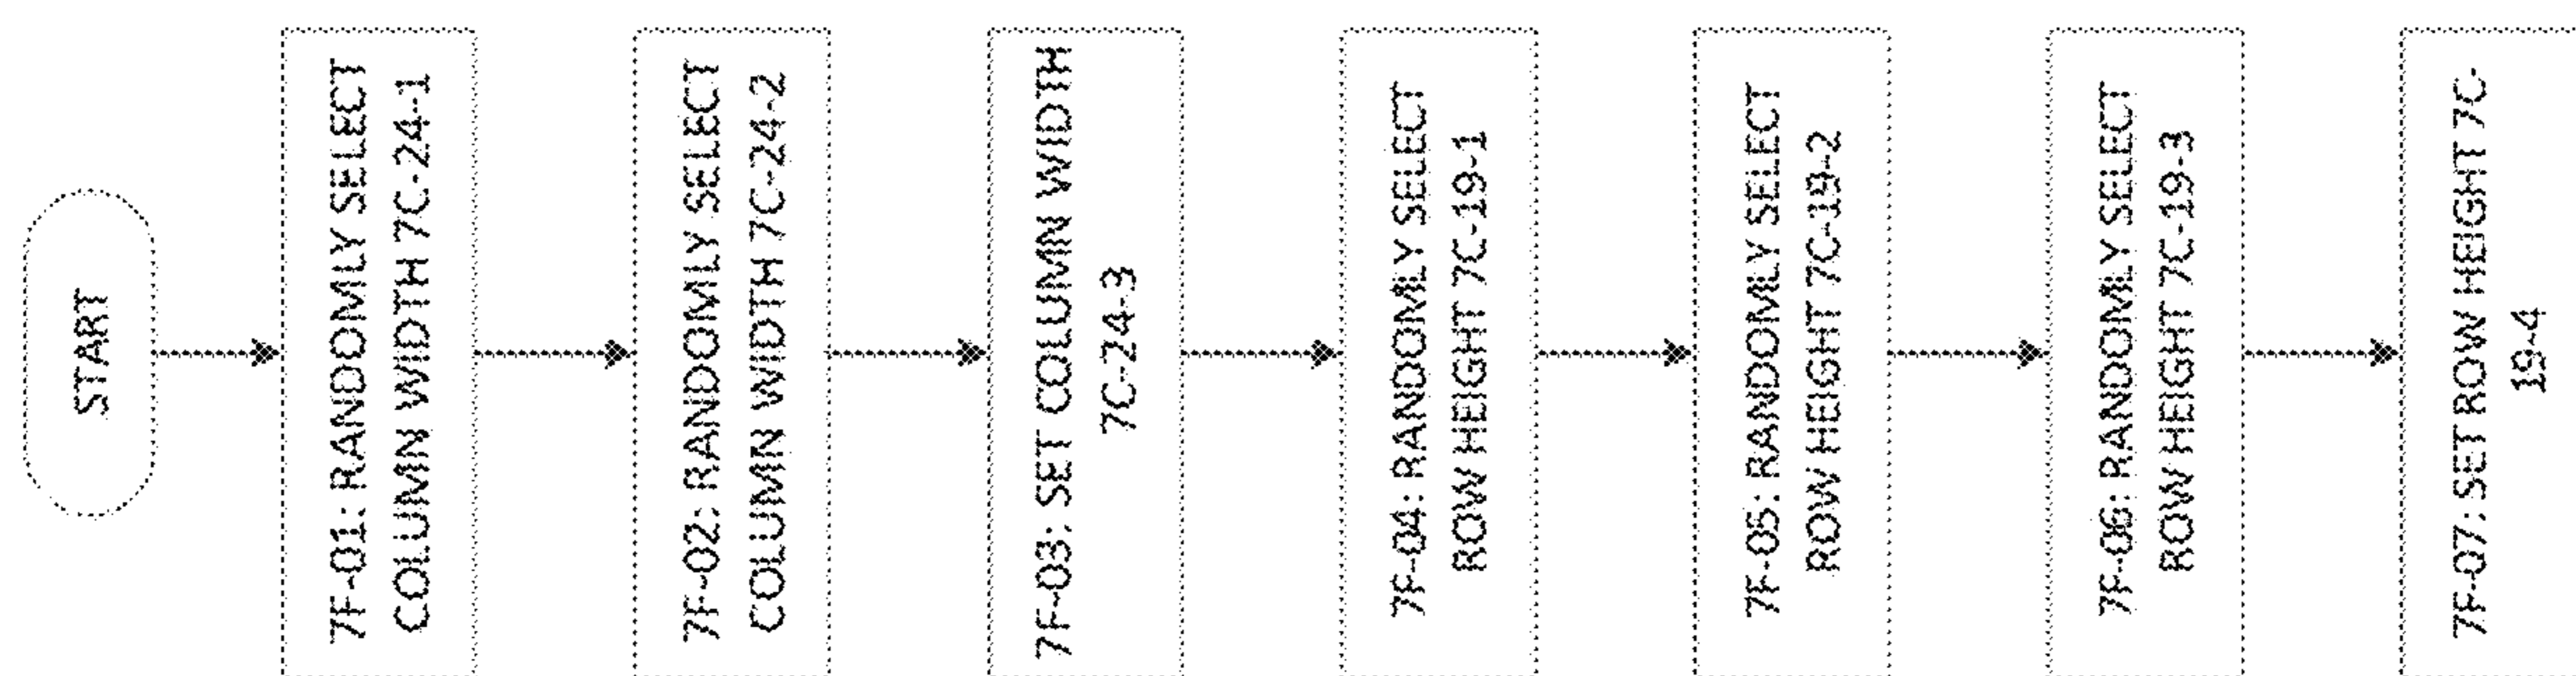 START
7F-01: RANDOMLY SELECT
COLUMN WIDTH 7C-24-1
7F-02: RANDOMLY SELECT
COLUMN WIDTH 7C-24-2
7F-03: SET COLUMN WIDTH
7C-24-3
7F-04: RANDOMLY SELECT
ROW HEIGHT 7C-19-1
7F-05: RANDOMLY SELECT
ROW HEIGHT 7C-19-2
7F-06: RANDOMLY SELECT
ROW HEIGHT 7C-19-3
7F-07: SET ROW HEIGHT 7C-
19-4